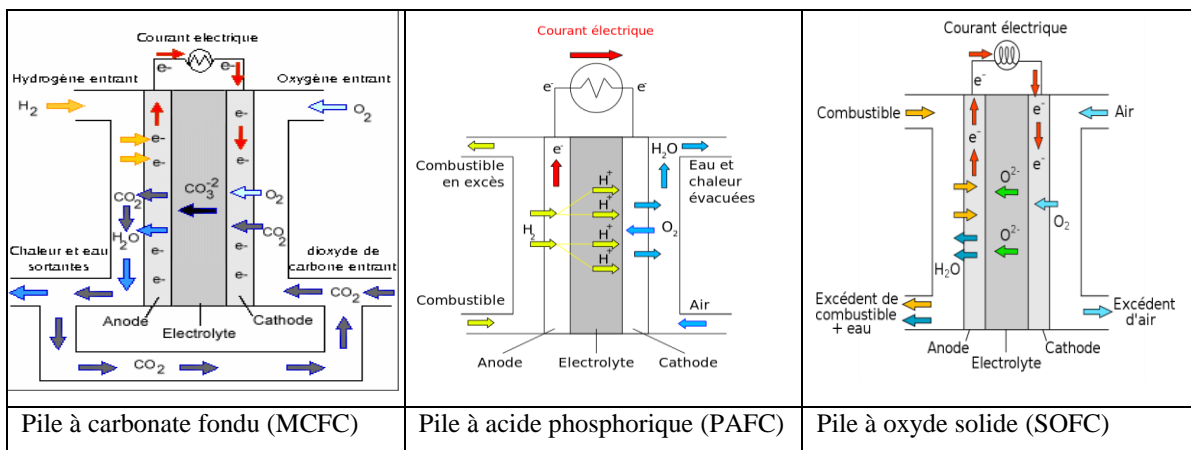 Courant electrique
e-
e-
Hydrogène entrant
Oxygène entrant
H2
e-
e-
O2
e-
e-
e-
CO3-2
CO2
O2
H2O
CO2
Chaleur et eau
sortantes
e-
e-
dioxyde de
carbone entrant
e-
e-
CO2
Anode
Cathode
Electrolyte
CO2
Pile à carbonate fondu (MCFC)
Courant électrique
e-
e-
H2O
e-
Combustible
en excès
Eau et
chaleur
évacuées
H+
H+
H2
O2
H+
H+
Combustible
Air
Anode
Electrolyte
Cathode
Pile à acide phosphorique (PAFC)
Courant électrique
e-
Combustible
Air
e-
e-
e-
e-
O2-
O2
O2-
H2O
Excédent de
combustible
+ eau
Excédent
d'air
Anode
Cathode
Electrolyte
Pile à oxyde solide (SOFC)